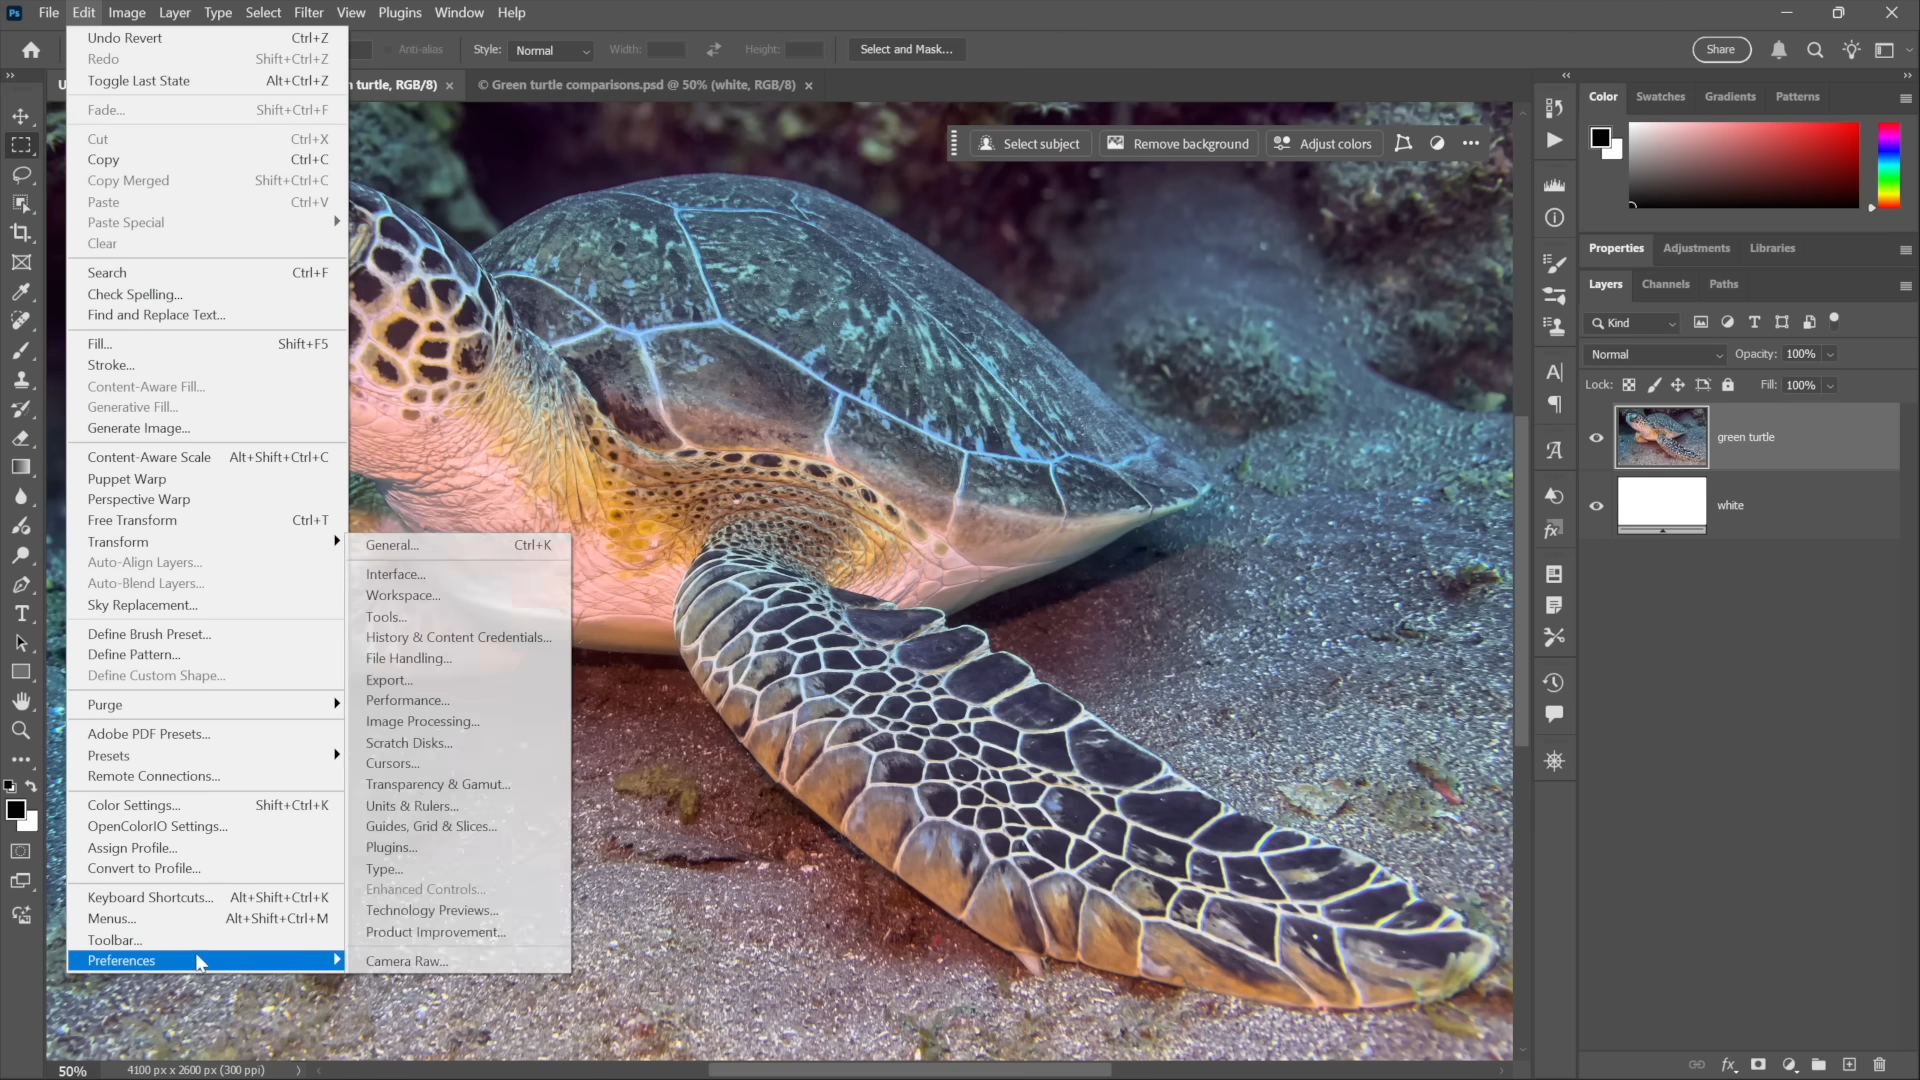 Ps File Edit Image Layer Type Select Filter View Plugins Window Help
Anti-alias Style: Normal Width: Height: Select and Mask... Share
n turtle, RGB/8) × © Green turtle comparisons.psd @ 50% (white, RGB/8) ×
Undo Revert Ctrl+Z
Redo Shift+Ctrl+Z
Toggle Last State Alt+Ctrl+Z
Fade... Shift+Ctrl+F
Cut Ctrl+X
Copy Ctrl+C
Copy Merged Shift+Ctrl+C
Paste Ctrl+V
Paste Special
Clear
Search Ctrl+F
Check Spelling...
Find and Replace Text...
Fill... Shift+F5
Stroke...
Content-Aware Fill...
Generative Fill...
Generate Image...
Content-Aware Scale Alt+Shift+Ctrl+C
Puppet Warp
Perspective Warp
Free Transform Ctrl+T
Transform
Auto-Align Layers...
Auto-Blend Layers...
Sky Replacement...
Define Brush Preset...
Define Pattern...
Define Custom Shape...
Purge
Adobe PDF Presets...
Presets
Remote Connections...
Color Settings... Shift+Ctrl+K
OpenColorIO Settings...
Assign Profile...
Convert to Profile...
Keyboard Shortcuts... Alt+Shift+Ctrl+K
Menus... Alt+Shift+Ctrl+M
Toolbar...
Preferences
General... Ctrl+K
Interface...
Workspace...
Tools...
History & Content Credentials...
File Handling...
Export...
Performance...
Image Processing...
Scratch Disks...
Cursors...
Transparency & Gamut...
Units & Rulers...
Guides, Grid & Slices...
Plugins...
Type...
Enhanced Controls...
Technology Previews...
Product Improvement...
Camera Raw...
Select subject Remove background Adjust colors
Color Swatches Gradients Patterns
Properties Adjustments Libraries
Layers Channels Paths
Kind
Normal Opacity: 100%
Lock: Fill: 100%
green turtle
white
50% 4100 px x 2600 px (300 ppi)